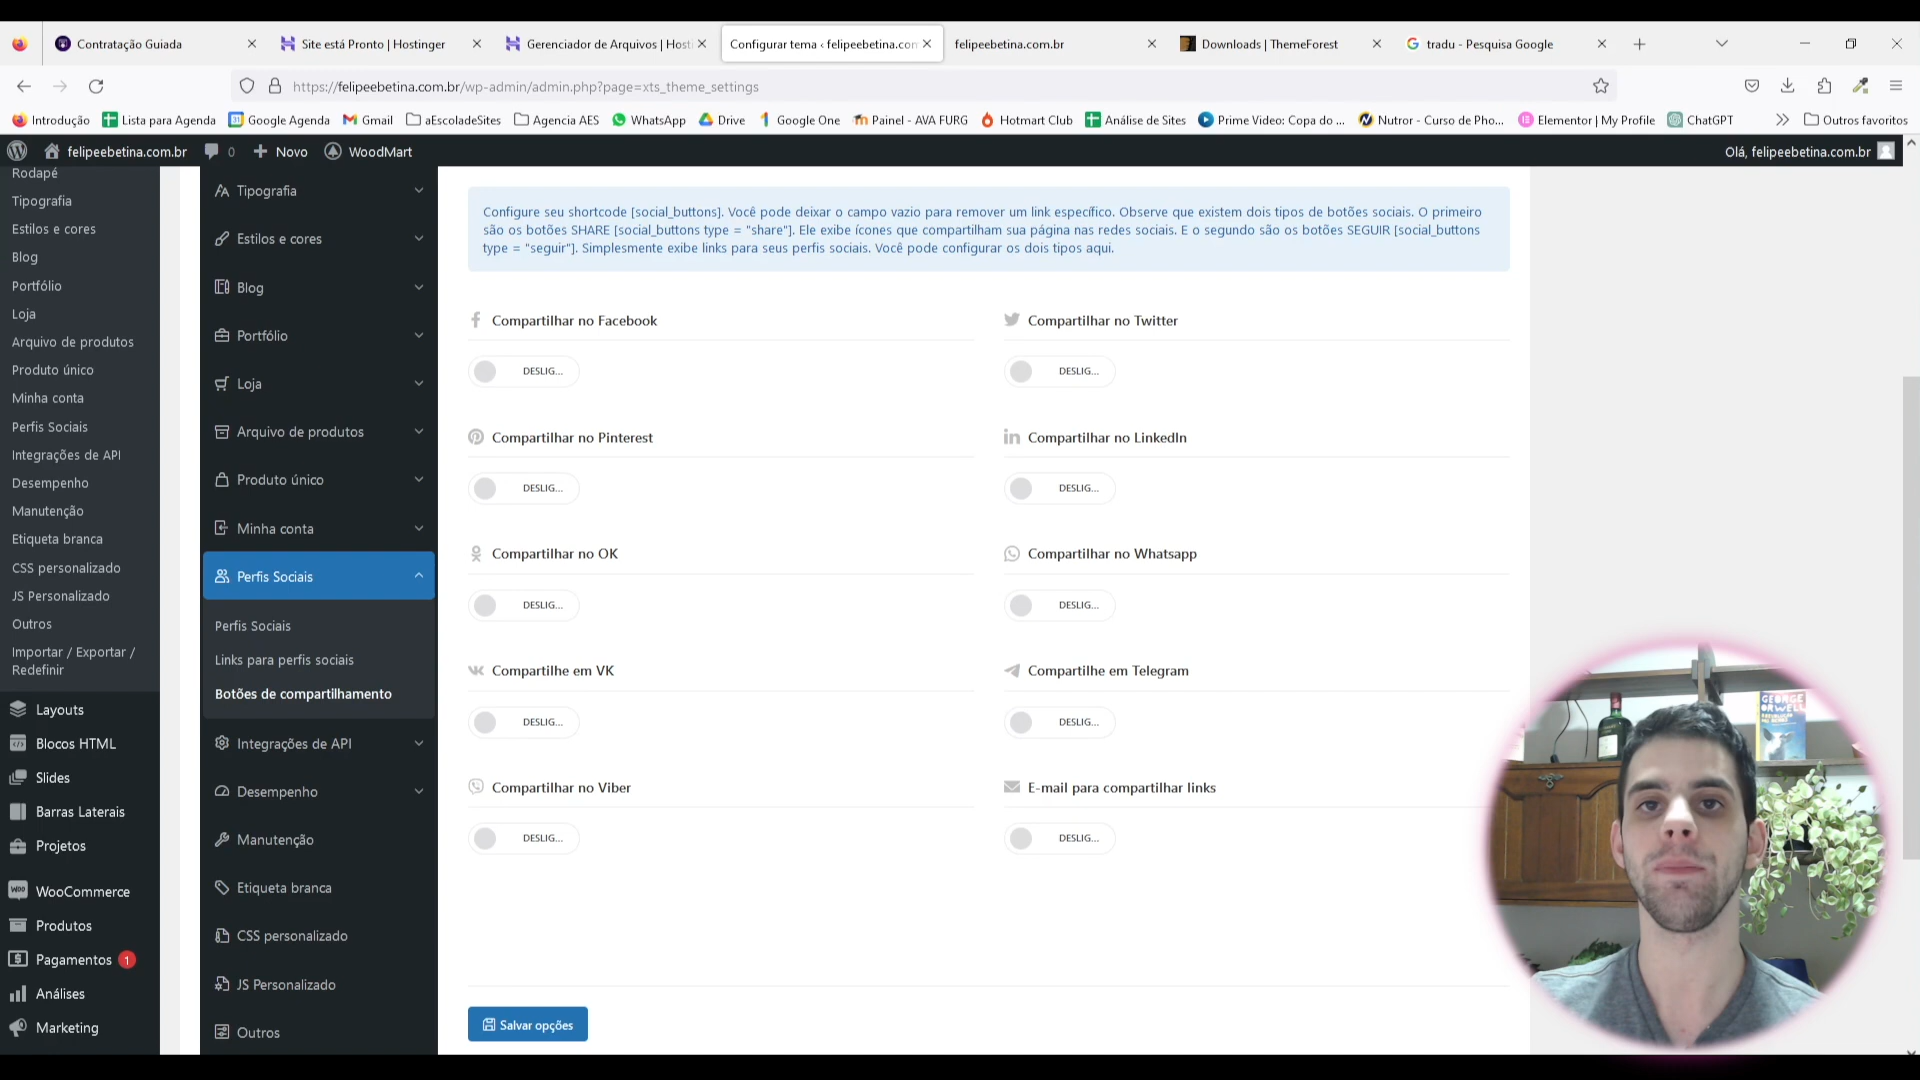 Contratação Guiada
Site está Pronto | Hostinger
Gerenciador de Arquivos | Host
Configurar tema ‹ felipeebetina.com
felipeebetina.com.br
Downloads | ThemeForest
tradu - Pesquisa Google
https://felipeebetina.com.br/wp-admin/admin.php?page=xts_theme_settings
Introdução
Lista para Agenda
Google Agenda
Gmail
aEscoladeSites
Agencia AES
WhatsApp
Drive
Google One
Painel - AVA FURG
Hotmart Club
Análise de Sites
Prime Video: Copa do ...
Nutror - Curso de Pho...
Elementor | My Profile
ChatGPT
Outros favoritos
felipeebetina.com.br
0
Novo
WoodMart
Olá, felipeebetina.com.br
Rodapé
Tipografia
Estilos e cores
Blog
Portfólio
Loja
Arquivo de produtos
Produto único
Minha conta
Perfis Sociais
Integrações de API
Desempenho
Manutenção
Etiqueta branca
CSS personalizado
JS Personalizado
Outros
Importar / Exportar /
Redefinir
Layouts
Blocos HTML
Slides
Barras Laterais
Projetos
WooCommerce
Produtos
Pagamentos 1
Análises
Marketing
Tipografia
Estilos e cores
Blog
Portfólio
Loja
Arquivo de produtos
Produto único
Minha conta
Perfis Sociais
Perfis Sociais
Links para perfis sociais
Botões de compartilhamento
Integrações de API
Desempenho
Manutenção
Etiqueta branca
CSS personalizado
JS Personalizado
Outros
Configure seu shortcode [social_buttons]. Você pode deixar o campo vazio para remover um link específico. Observe que existem dois tipos de botões sociais. O primeiro
são os botões SHARE [social_buttons type = "share"]. Ele exibe ícones que compartilham sua página nas redes sociais. E o segundo são os botões SEGUIR [social_buttons
type = "seguir"]. Simplesmente exibe links para seus perfis sociais. Você pode configurar os dois tipos aqui.
Compartilhar no Facebook
DESLIG...
Compartilhar no Twitter
DESLIG...
Compartilhar no Pinterest
DESLIG...
Compartilhar no LinkedIn
DESLIG...
Compartilhar no OK
DESLIG...
Compartilhar no Whatsapp
DESLIG...
Compartilhe em VK
DESLIG...
Compartilhe em Telegram
DESLIG...
Compartilhar no Viber
DESLIG...
E-mail para compartilhar links
DESLIG...
Salvar opções
GEORGE
ORWELL